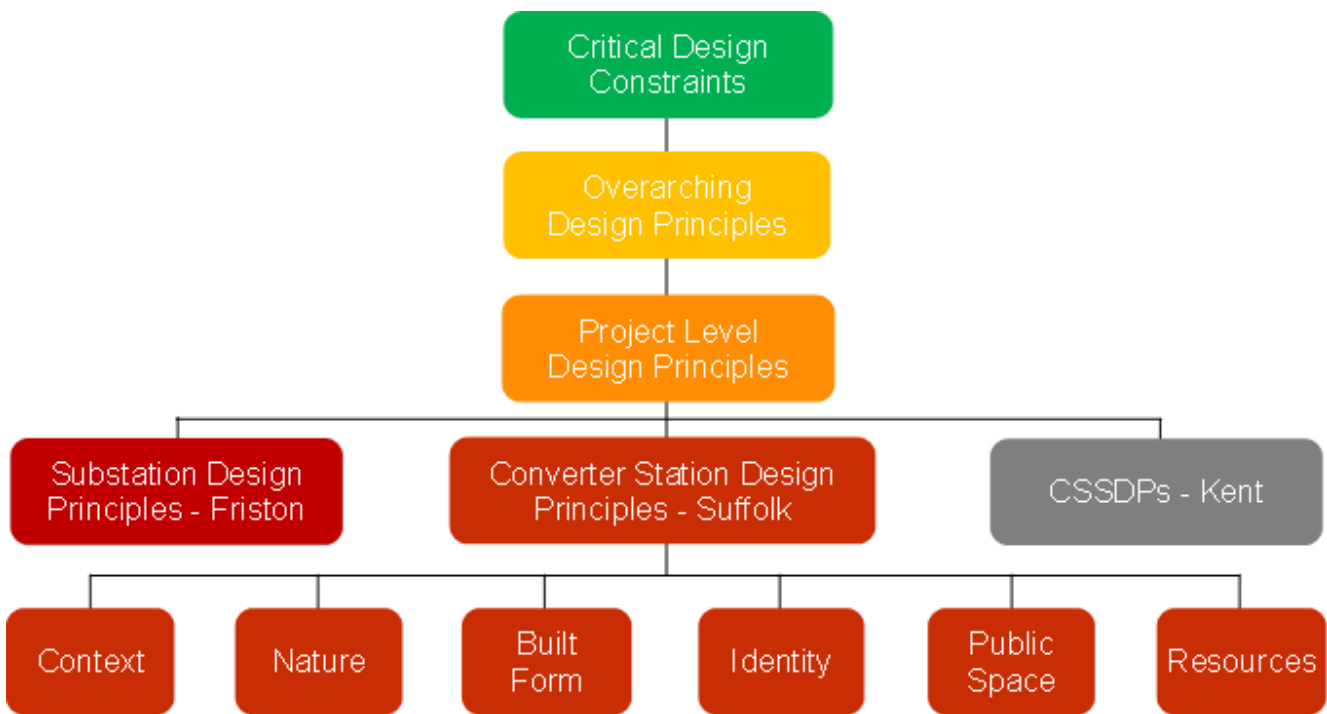 Critical Design
Constraints
Overarching
Design Principles
Project Level
Design Principles
Substation Design
Principles - Friston
Converter Station Design
Principles - Suffolk
CSSDPs - Kent
Context
Nature
Built
Form
Identity
Public
Space
Resources